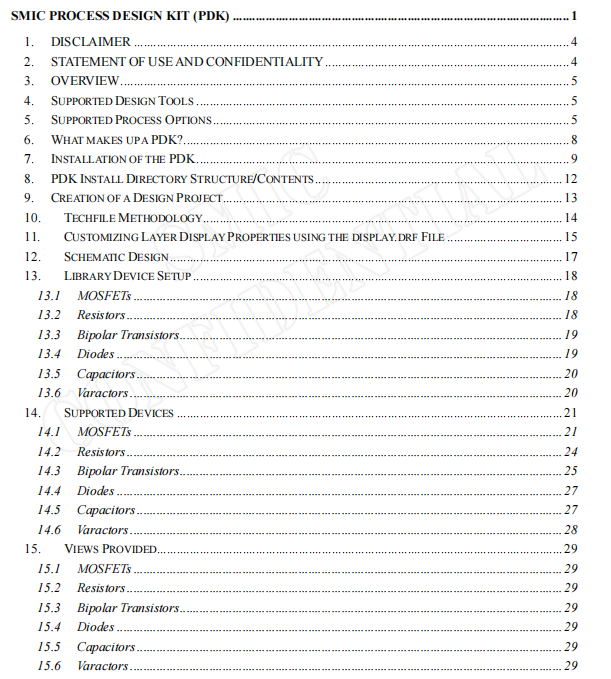 SMIC PROCESS DESIGN KIT (PDK) ........ 1
1. DISCLAIMER ........ 4
2. STATEMENT OF USE AND CONFIDENTIALITY ........ 4
3. OVERVIEW ........ 5
4. SUPPORTED DESIGN TOOLS ........ 5
5. SUPPORTED PROCESS OPTIONS ........ 5
6. WHAT MAKES UP A PDK? ........ 8
7. INSTALLATION OF THE PDK ........ 9
8. PDK INSTALL DIRECTORY STRUCTURE/CONTENTS ........ 12
9. CREATION OF A DESIGN PROJECT ........ 13
10. TECHFILE METHODOLOGY ........ 14
11. CUSTOMIZING LAYER DISPLAY PROPERTIES USING THE DISPLAY.DRF FILE ........ 15
12. SCHEMATIC DESIGN ........ 17
13. LIBRARY DEVICE SETUP ........ 18
13.1 MOSFETs ........ 18
13.2 Resistors ........ 18
13.3 Bipolar Transistors ........ 19
13.4 Diodes ........ 19
13.5 Capacitors ........ 20
13.6 Varactors ........ 20
14. SUPPORTED DEVICES ........ 21
14.1 MOSFETs ........ 21
14.2 Resistors ........ 24
14.3 Bipolar Transistors ........ 25
14.4 Diodes ........ 27
14.5 Capacitors ........ 27
14.6 Varactors ........ 28
15. VIEWS PROVIDED ........ 29
15.1 MOSFETs ........ 29
15.2 Resistors ........ 29
15.3 Bipolar Transistors ........ 29
15.4 Diodes ........ 29
15.5 Capacitors ........ 29
15.6 Varactors ........ 29
SMIC
CONFIDENTIAL